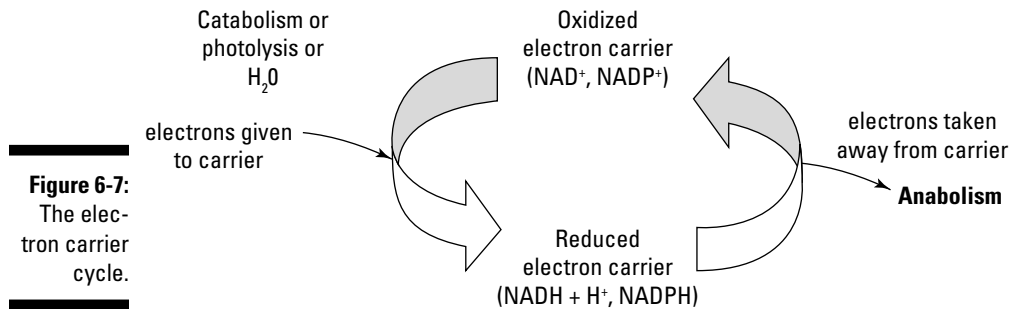 Catabolism or
photolysis or
H₂0
electrons given
to carrier
Oxidized
electron carrier
(NAD⁺, NADP⁺)
electrons taken
away from carrier
Anabolism
Reduced
electron carrier
(NADH + H⁺, NADPH)
Figure 6-7:
The elec-
tron carrier
cycle.